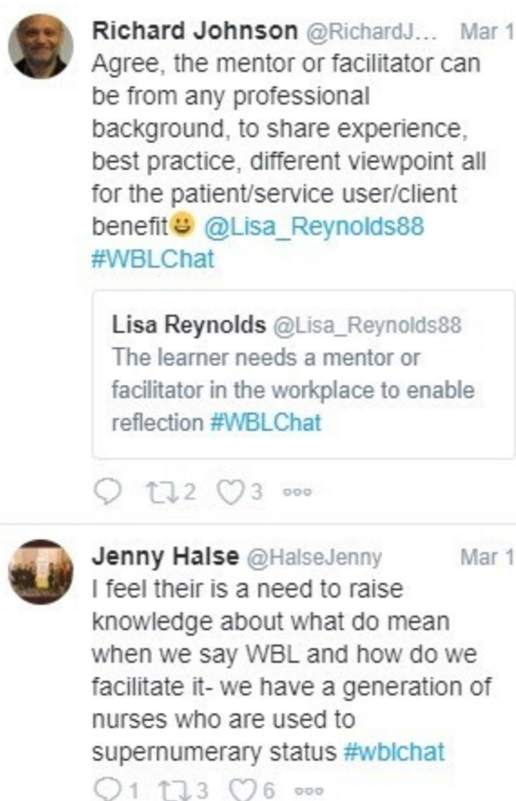 Richard Johnson @RichardJ... Mar 1
Agree, the mentor or facilitator can
be from any professional
background, to share experience,
best practice, different viewpoint all
for the patient/service user/client
benefit😀 @Lisa_Reynolds88
#WBLChat
Lisa Reynolds @Lisa_Reynolds88
The learner needs a mentor or
facilitator in the workplace to enable
reflection #WBLChat
2 3
Jenny Halse @HalseJenny Mar 1
I feel their is a need to raise
knowledge about what do mean
when we say WBL and how do we
facilitate it- we have a generation of
nurses who are used to
supernumerary status #wblchat
1 3 6